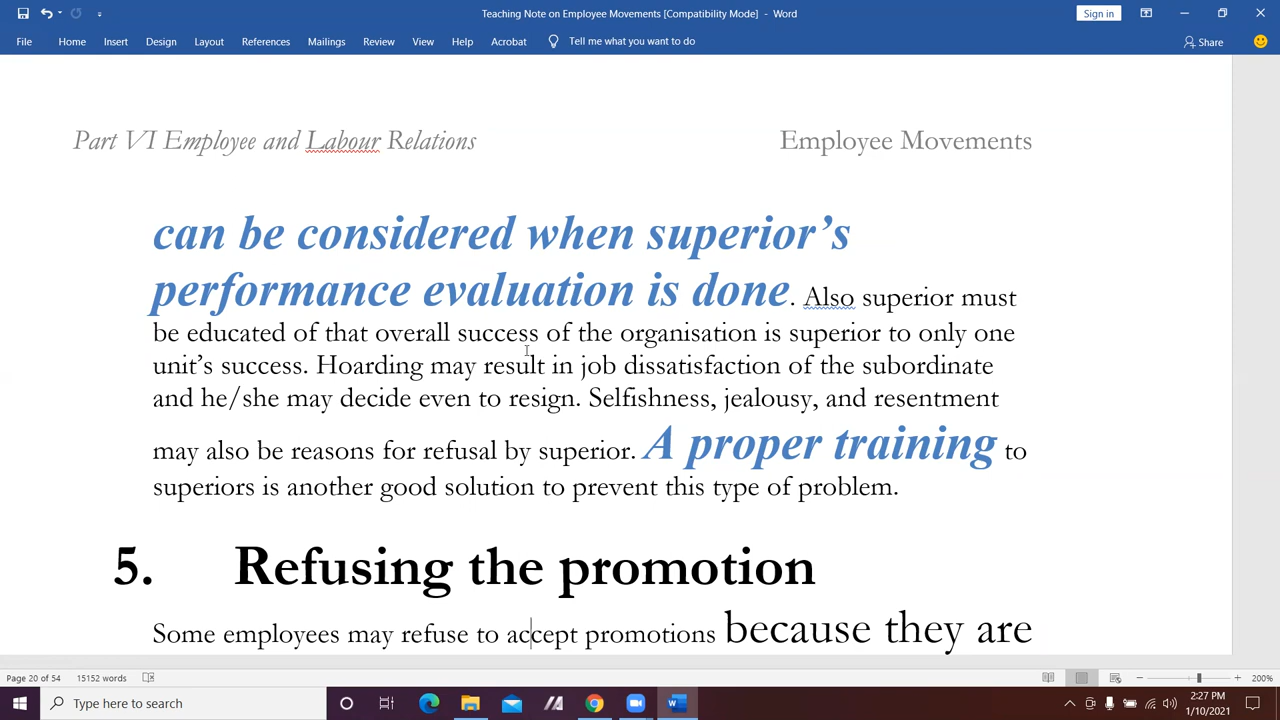 Teaching Note on Employee Movements [Compatibility Mode] - Word
Sign in
File Home Insert Design Layout References Mailings Review View Help Acrobat Tell me what you want to do Share
Part VI Employee and Labour Relations Employee Movements
can be considered when superior’s
performance evaluation is done. Also superior must
be educated of that overall success of the organisation is superior to only one
unit’s success. Hoarding may result in job dissatisfaction of the subordinate
and he/she may decide even to resign. Selfishness, jealousy, and resentment
may also be reasons for refusal by superior. A proper training to
superiors is another good solution to prevent this type of problem.
5. Refusing the promotion
Some employees may refuse to accept promotions because they are
Page 20 of 54 15152 words 200%
Type here to search
2:27 PM
1/10/2021